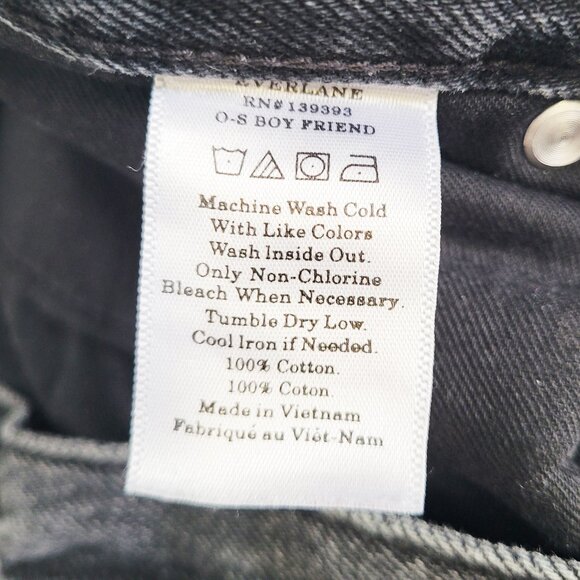 EVERLANE
RN# 139393
O-S BOY FRIEND
Machine Wash Cold
With Like Colors
Wash Inside Out.
Only Non-Chlorine
Bleach When Necessary.
Tumble Dry Low.
Cool Iron if Needed.
100% Cotton.
100% Coton.
Made in Vietnam
Fabriqué au Viêt-Nam